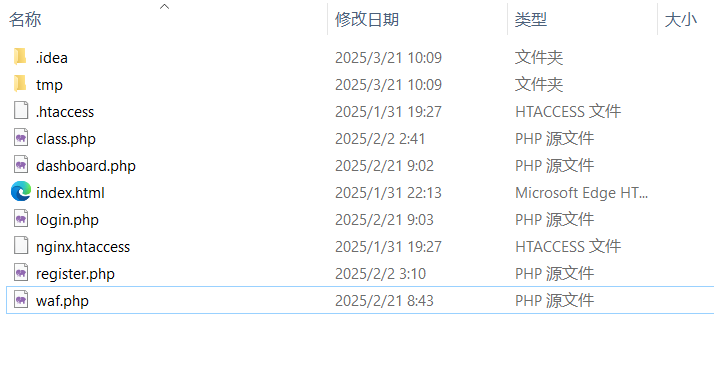 名称 修改日期 类型 大小
.idea 2025/3/21 10:09 文件夹
tmp 2025/3/21 10:09 文件夹
.htaccess 2025/1/31 19:27 HTACCESS 文件
class.php 2025/2/2 2:41 PHP 源文件
dashboard.php 2025/2/21 9:02 PHP 源文件
index.html 2025/1/31 22:13 Microsoft Edge HT...
login.php 2025/2/21 9:03 PHP 源文件
nginx.htaccess 2025/1/31 19:27 HTACCESS 文件
register.php 2025/2/2 3:10 PHP 源文件
waf.php 2025/2/21 8:43 PHP 源文件